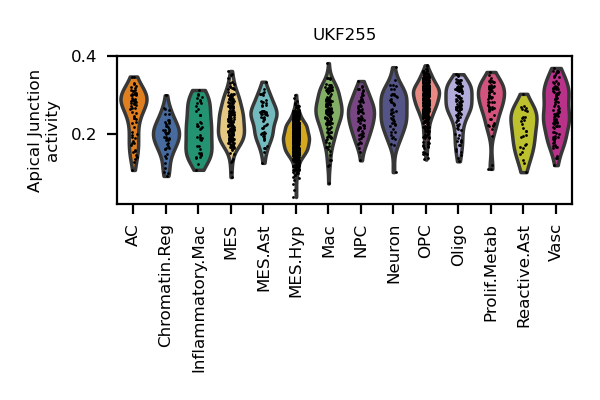 UKF255
Apical Junction
activity
0.4
0.2
AC
Chromatin.Reg
Inflammatory.Mac
MES
MES.Ast
MES.Hyp
Mac
NPC
Neuron
OPC
Oligo
Prolif.Metab
Reactive.Ast
Vasc